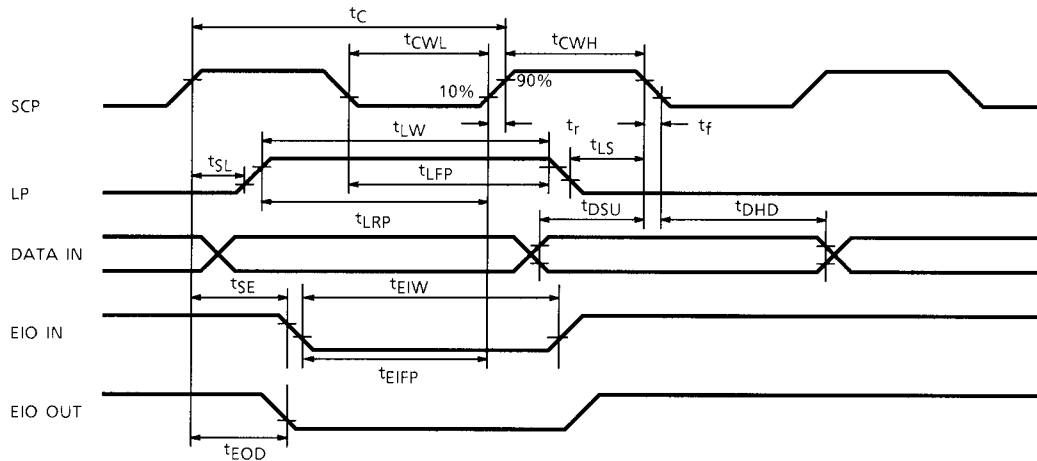 tC
tCWL
tCWH
SCP
10%
90%
tr
tf
tLW
tLS
tSL
LP
tLFP
tLRP
tDSU
tDHD
DATA IN
tSE
tEIW
EIO IN
tEIFP
EIO OUT
tEOD